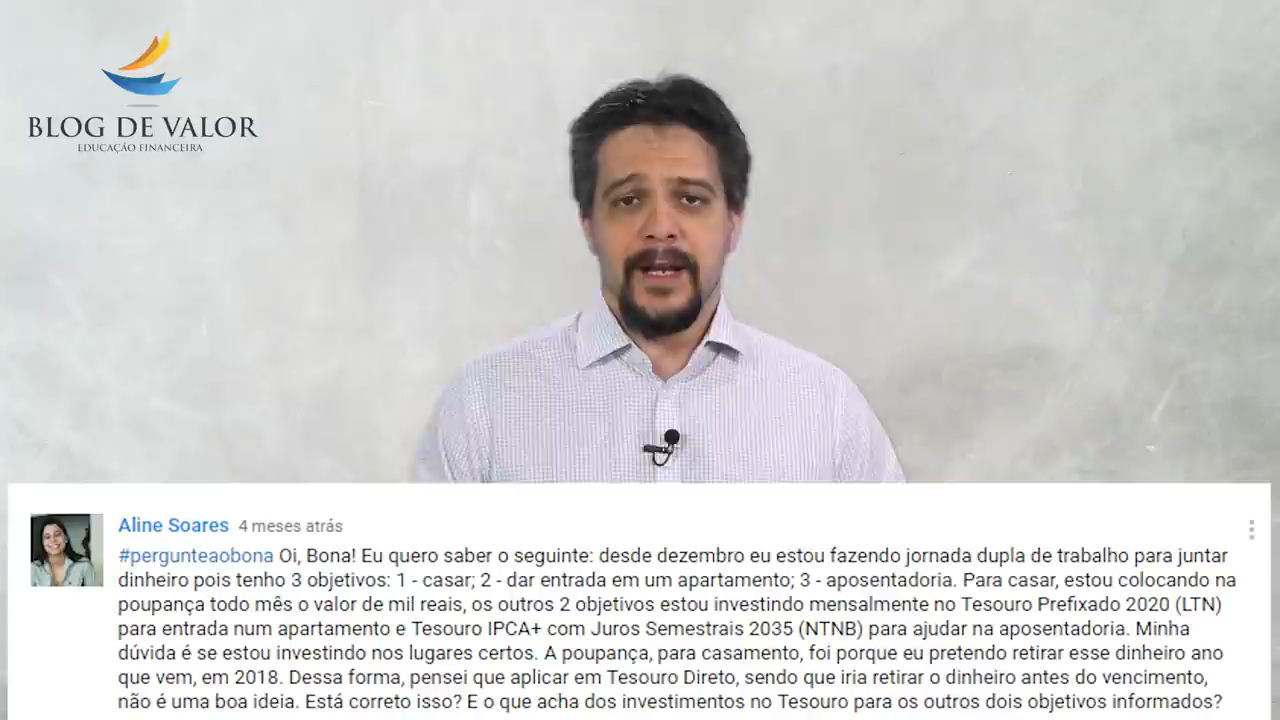 BLOG DE VALOR
EDUCAÇÃO FINANCEIRA
Aline Soares 4 meses atrás
#pergunteaobona Oi, Bona! Eu quero saber o seguinte: desde dezembro eu estou fazendo jornada dupla de trabalho para juntar
dinheiro pois tenho 3 objetivos: 1 - casar; 2 - dar entrada em um apartamento; 3 - aposentadoria. Para casar, estou colocando na
poupança todo mês o valor de mil reais, os outros 2 objetivos estou investindo mensalmente no Tesouro Prefixado 2020 (LTN)
para entrada num apartamento e Tesouro IPCA+ com Juros Semestrais 2035 (NTNB) para ajudar na aposentadoria. Minha
dúvida é se estou investindo nos lugares certos. A poupança, para casamento, foi porque eu pretendo retirar esse dinheiro ano
que vem, em 2018. Dessa forma, pensei que aplicar em Tesouro Direto, sendo que iria retirar o dinheiro antes do vencimento,
não é uma boa ideia. Está correto isso? E o que acha dos investimentos no Tesouro para os outros dois objetivos informados?